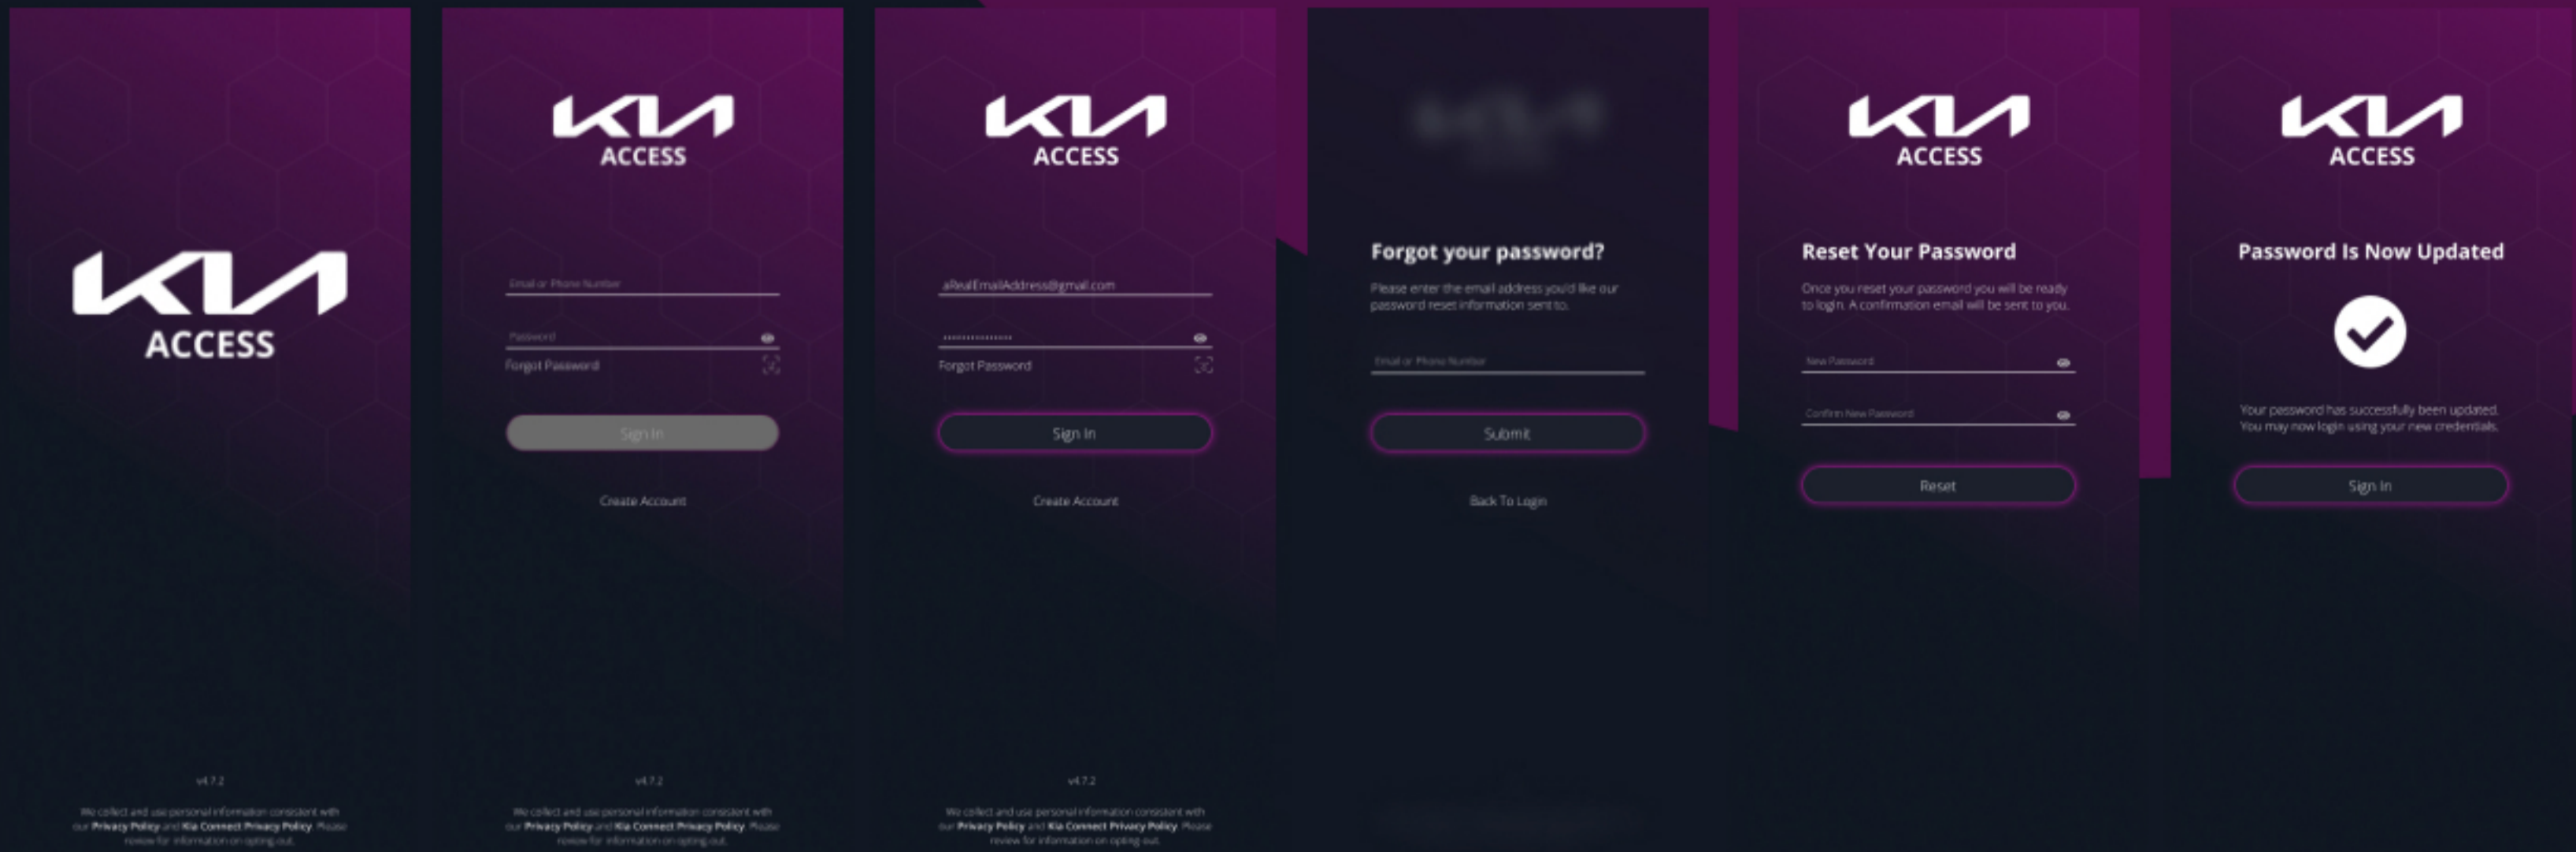 KIA
ACCESS
v4.7.2
We collect and use personal information consistent with
our Privacy Policy and Kia Connect Privacy Policy. Please
review for information on opting out.
KIA
ACCESS
Email or Phone Number
Password
Forgot Password
Sign In
Create Account
v4.7.2
We collect and use personal information consistent with
our Privacy Policy and Kia Connect Privacy Policy. Please
review for information on opting out.
KIA
ACCESS
aRealEmailAddress@gmail.com
Forgot Password
Sign In
Create Account
v4.7.2
We collect and use personal information consistent with
our Privacy Policy and Kia Connect Privacy Policy. Please
review for information on opting out.
Forgot your password?
Please enter the email address you'd like our
password reset information sent to.
Email or Phone Number
Submit
Back To Login
KIA
ACCESS
Reset Your Password
Once you reset your password you will be ready
to login. A confirmation email will be sent to you.
New Password
Confirm New Password
Reset
KIA
ACCESS
Password Is Now Updated
Your password has successfully been updated.
You may now login using your new credentials.
Sign In